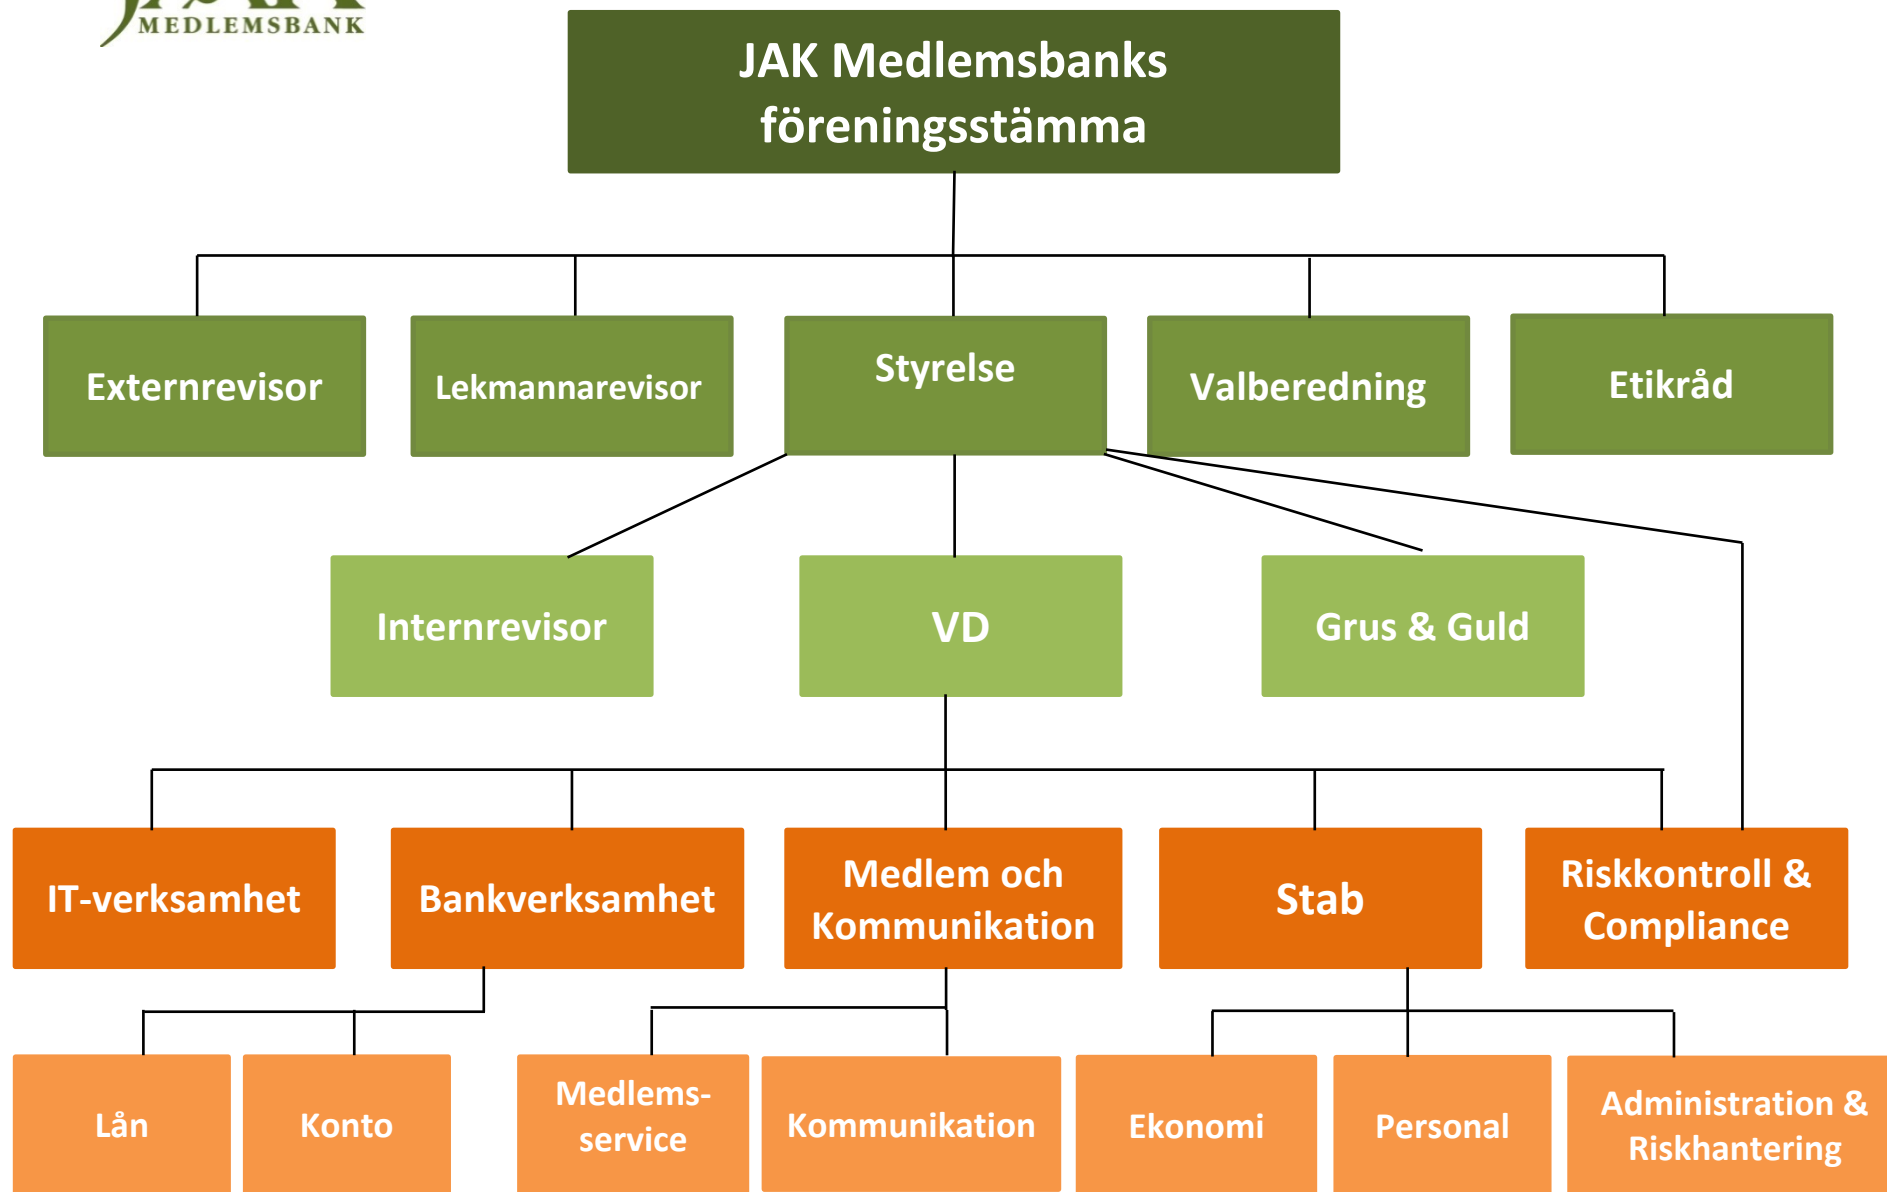 MEDLEMSBANK
JAK Medlemsbanks
föreningsstämma
Externrevisor
Lekmannarevisor
Styrelse
Valberedning
Etikråd
Internrevisor
VD
Grus & Guld
IT-verksamhet
Bankverksamhet
Medlem och
Kommunikation
Stab
Riskkontroll &
Compliance
Lån
Konto
Medlems-
service
Kommunikation
Ekonomi
Personal
Administration &
Riskhantering